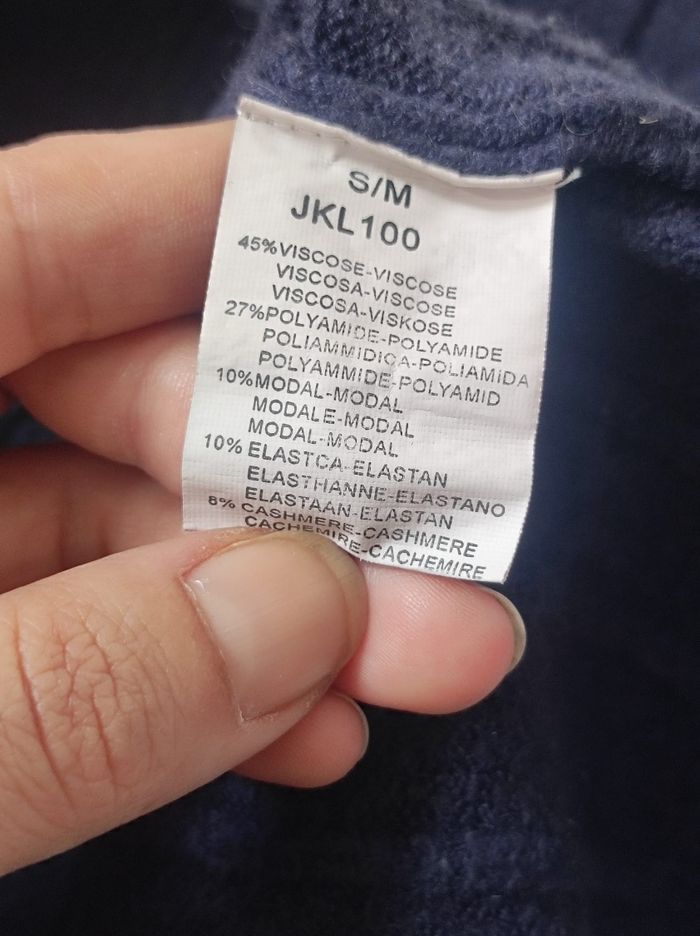 S/M
JKL100
45%VISCOSE-VISCOSE
VISCOSA-VISCOSE
VISCOSA-VISKOSE
27%POLYAMIDE-POLYAMIDE
POLIAMMIDICA-POLIAMIDA
POLYAMMIDE-POLYAMID
10%MODAL-MODAL
MODALE-MODAL
MODAL-MODAL
10% ELASTCA-ELASTAN
ELASTHANNE-ELASTANO
ELASTAAN-ELASTAN
8% CASHMERE-CASHMERE
CACHEMIRE-CACHEMIRE